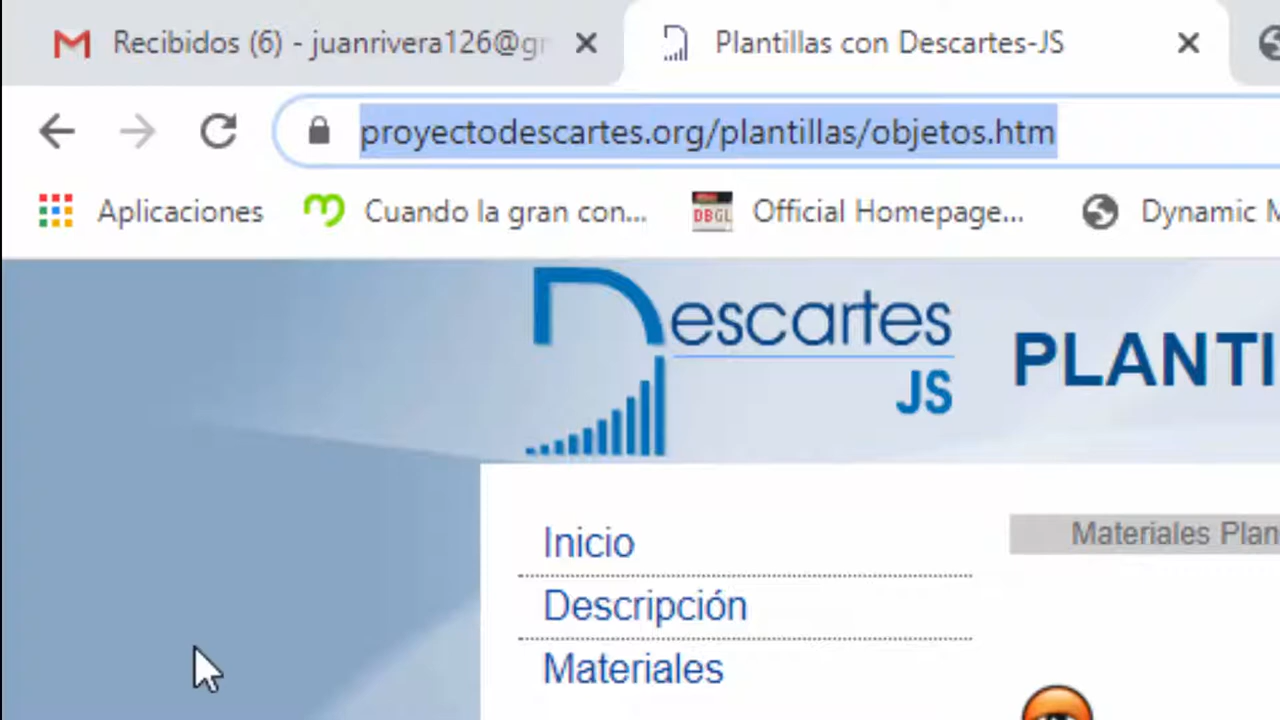 Recibidos (6) - juanrivera126@gr
Plantillas con Descartes-JS
proyectodescartes.org/plantillas/objetos.htm
Aplicaciones
Cuando la gran con...
DBGL
Official Homepage...
Dynamic M
Descartes
JS
PLANTI
Inicio
Materiales Plan
Descripción
Materiales